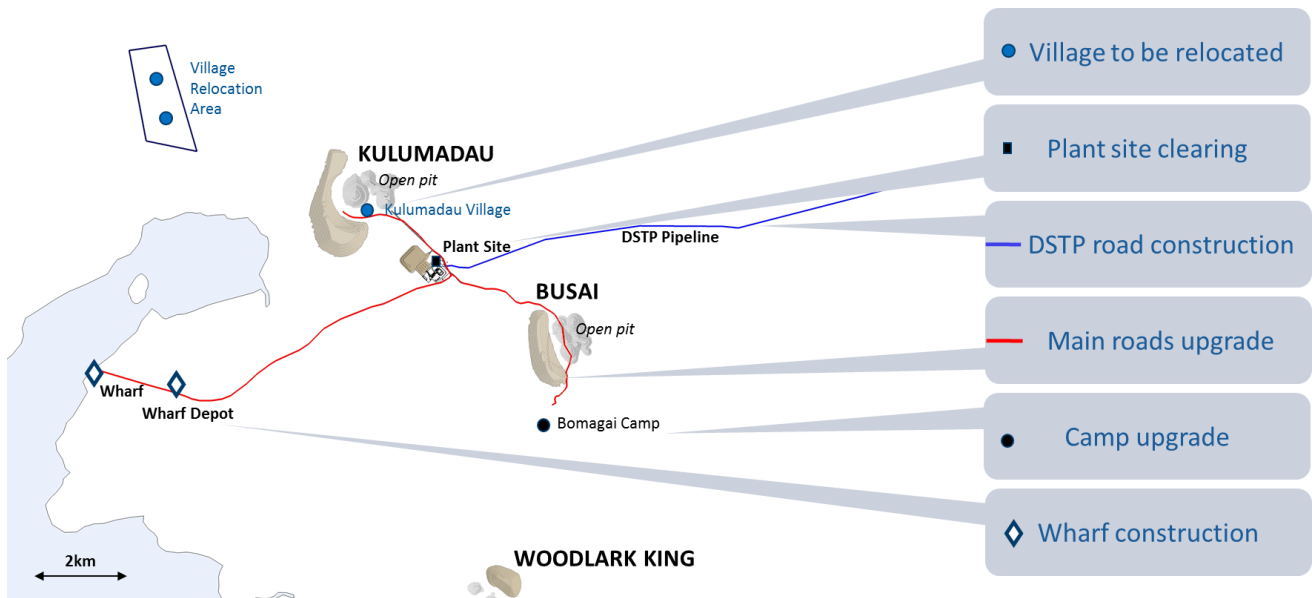 Village
Relocation
Area
KULUMADAU
Open pit
Kulumadau Village
Plant Site
DSTP Pipeline
BUSAI
Open pit
Wharf
Wharf Depot
Bomagai Camp
2km
WOODLARK KING
Village to be relocated
Plant site clearing
DSTP road construction
Main roads upgrade
Camp upgrade
Wharf construction